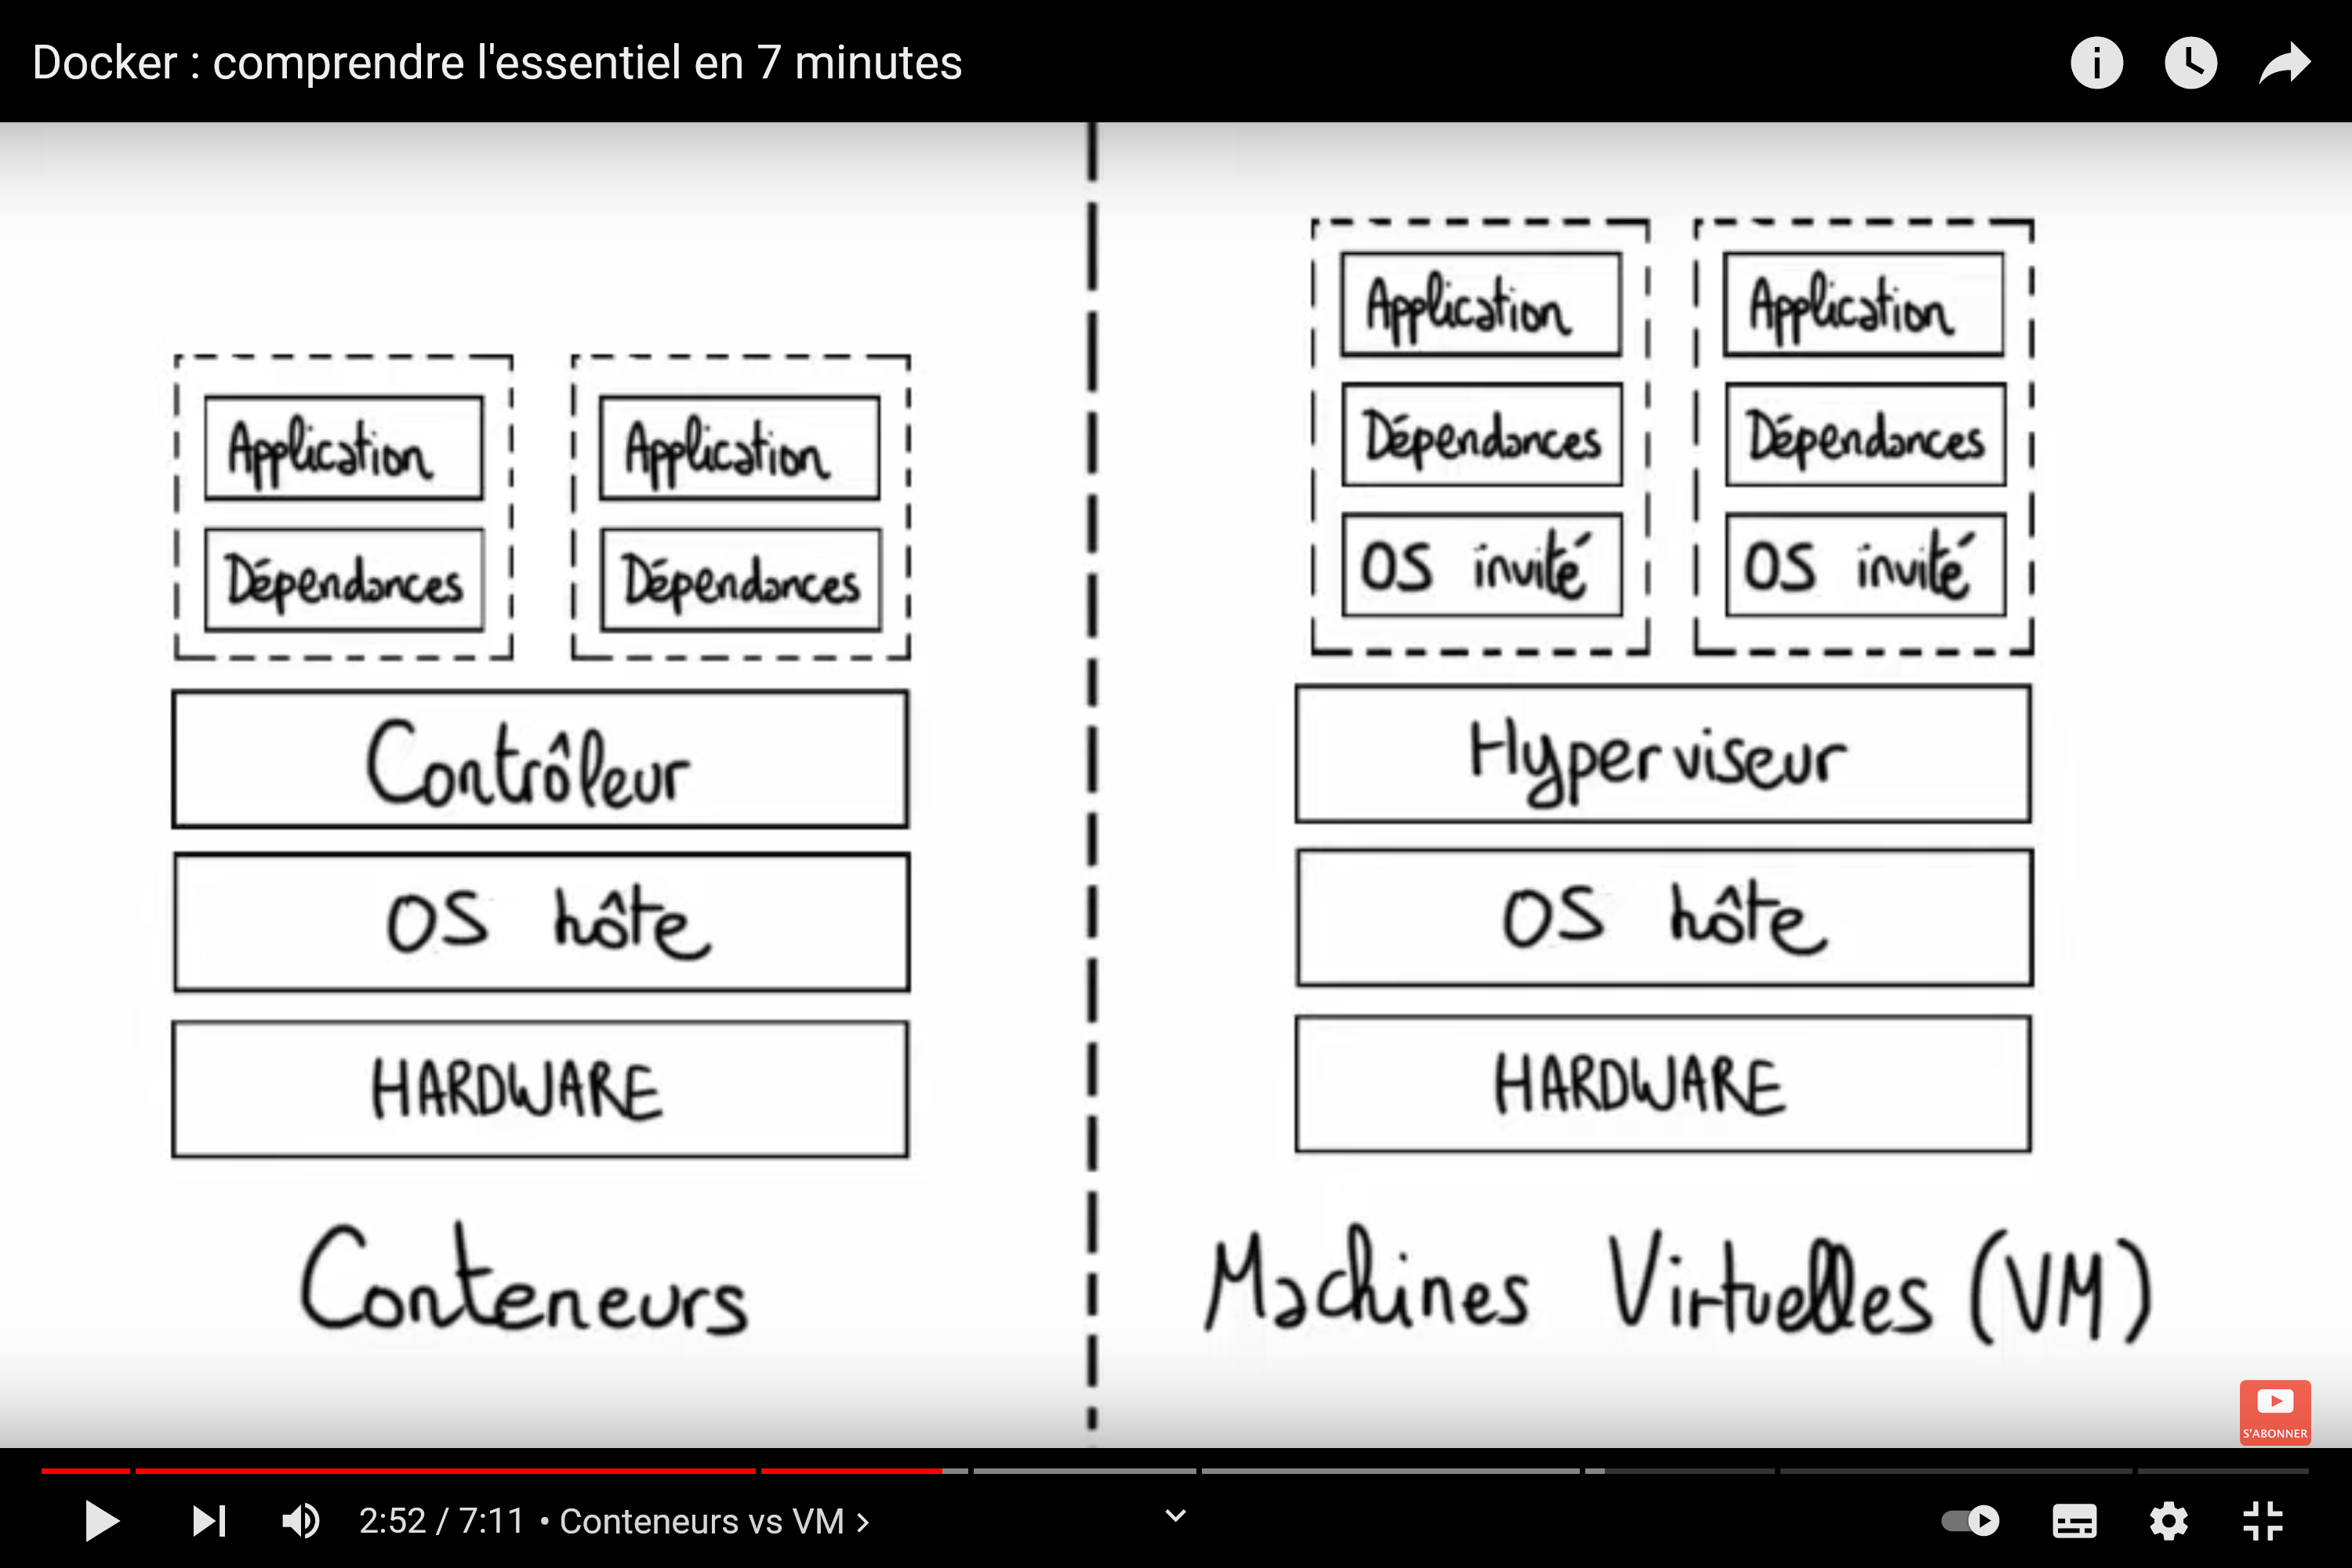 Docker : comprendre l'essentiel en 7 minutes
Application
Application
Dépendances
Dépendances
Contrôleur
OS hôte
HARDWARE
Conteneurs
Application
Application
Dépendances
Dépendances
OS invité
OS invité
Hyperviseur
OS hôte
HARDWARE
Machines Virtuelles (VM)
S'ABONNER
2:52 / 7:11 • Conteneurs vs VM